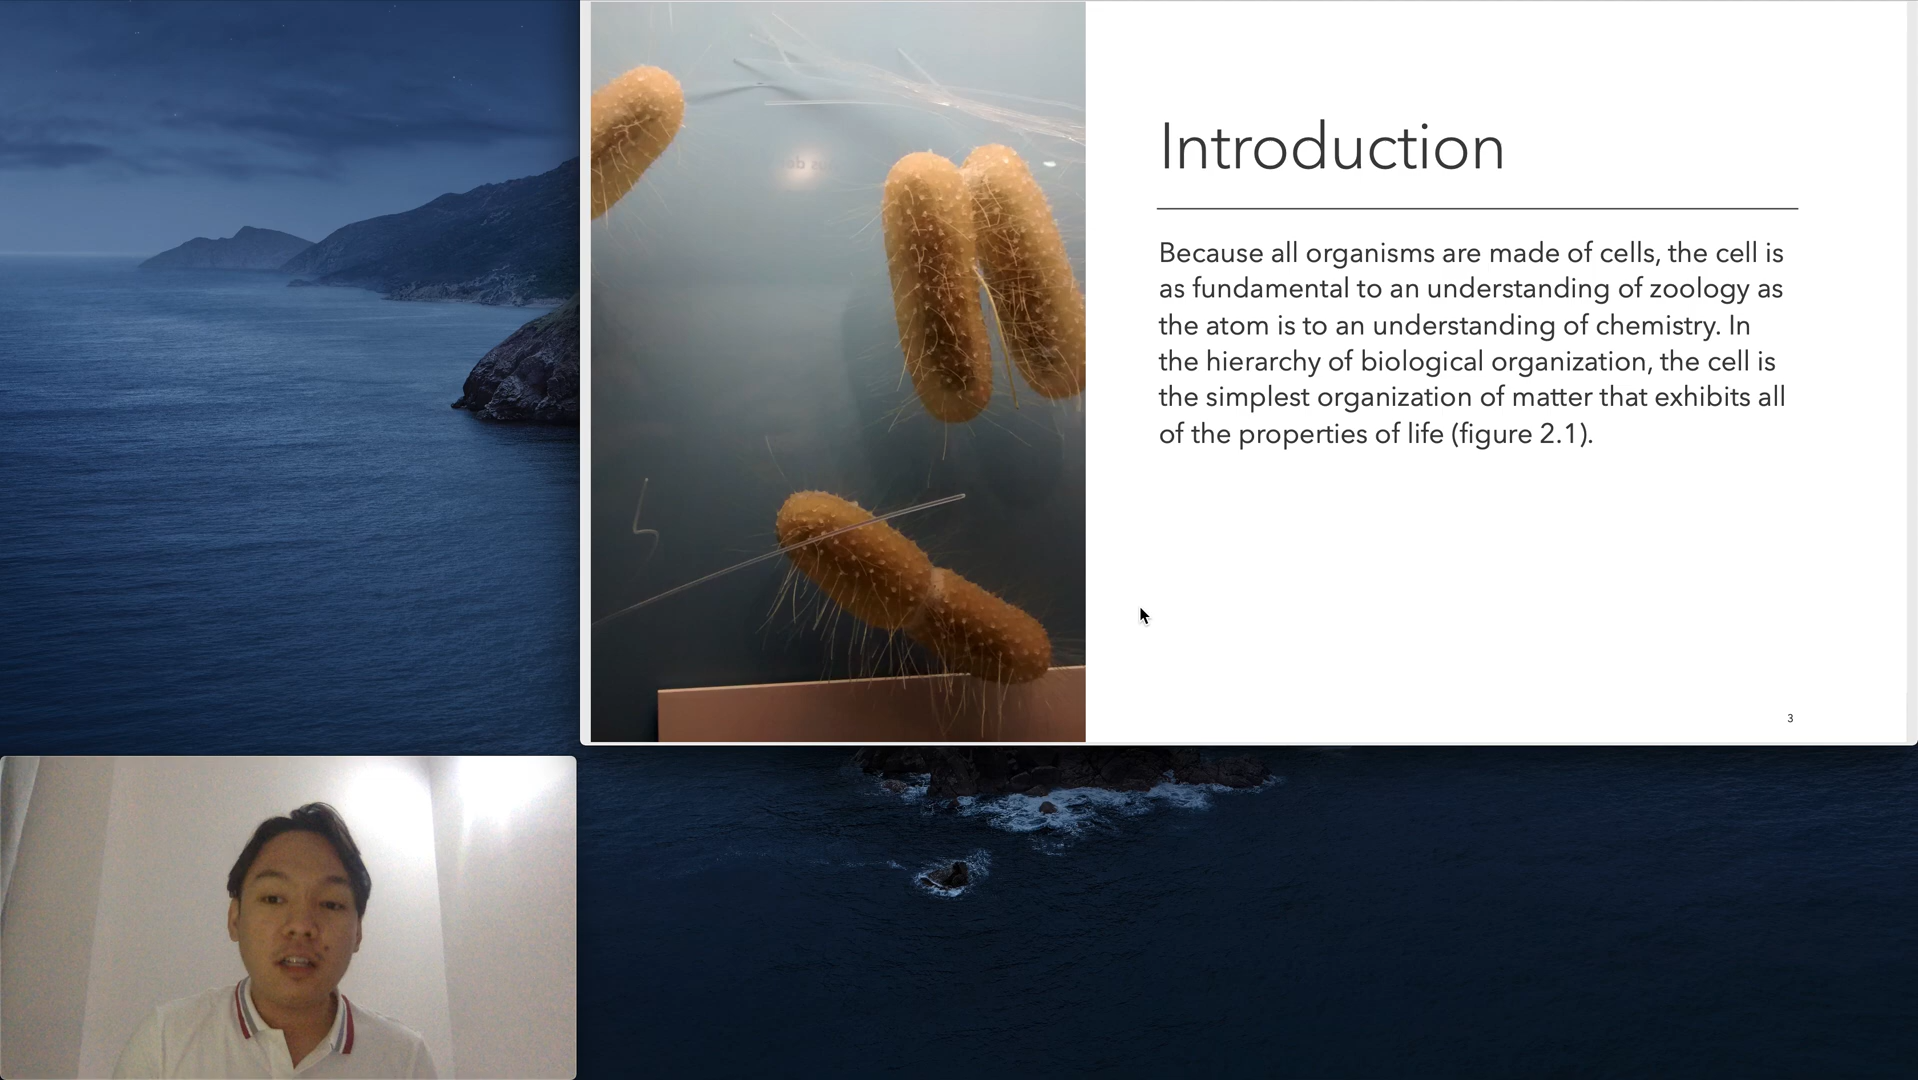 Introduction
Because all organisms are made of cells, the cell is
as fundamental to an understanding of zoology as
the atom is to an understanding of chemistry. In
the hierarchy of biological organization, the cell is
the simplest organization of matter that exhibits all
of the properties of life (figure 2.1).
3